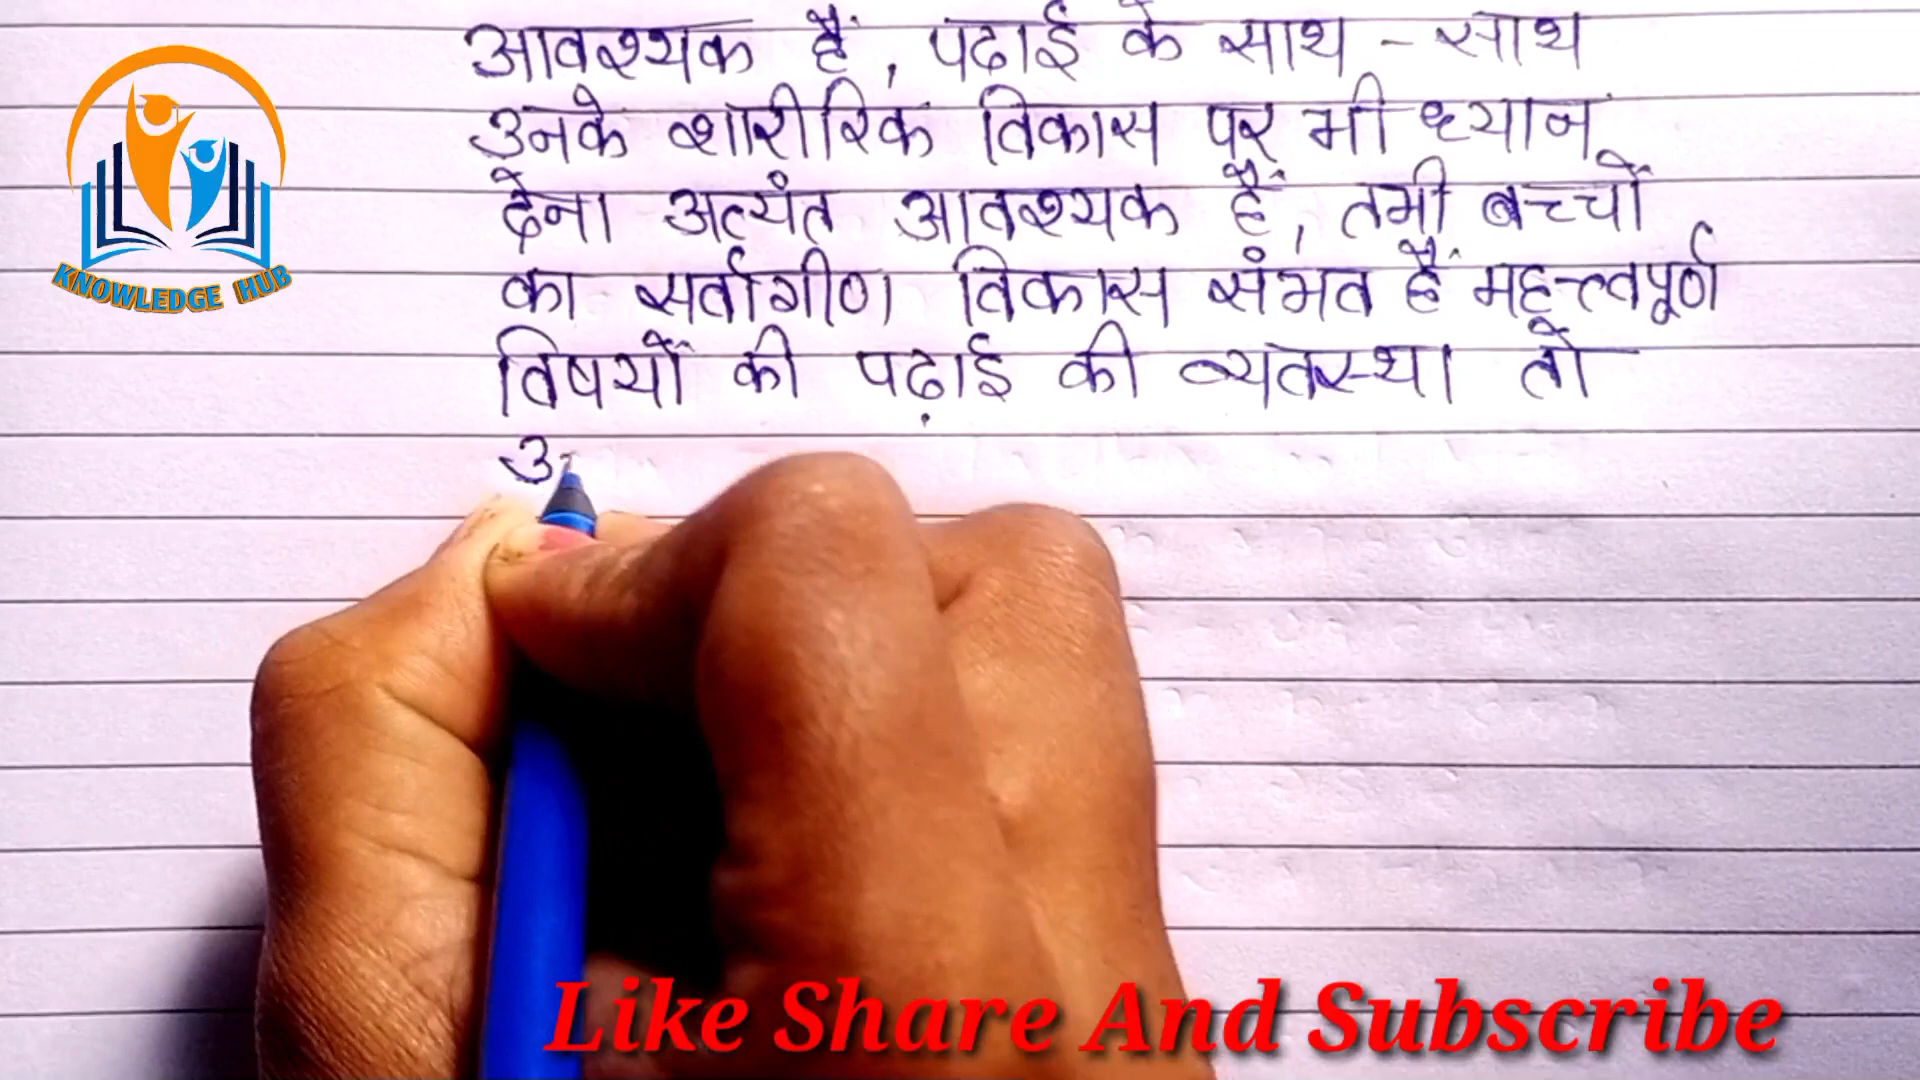 आवश्यक हैं, पढाई के साथ - साथ
उनके शारीरिक विकास पर भी ध्यान
देना अत्यंत आवश्यक हैं, तभी बच्चों
का सर्वागीण विकास संभव हैं महत्त्वपूर्ण
विषयों की पढ़ाई की व्यवस्था तो
KNOWLEDGE HUB
Like Share And Subscribe